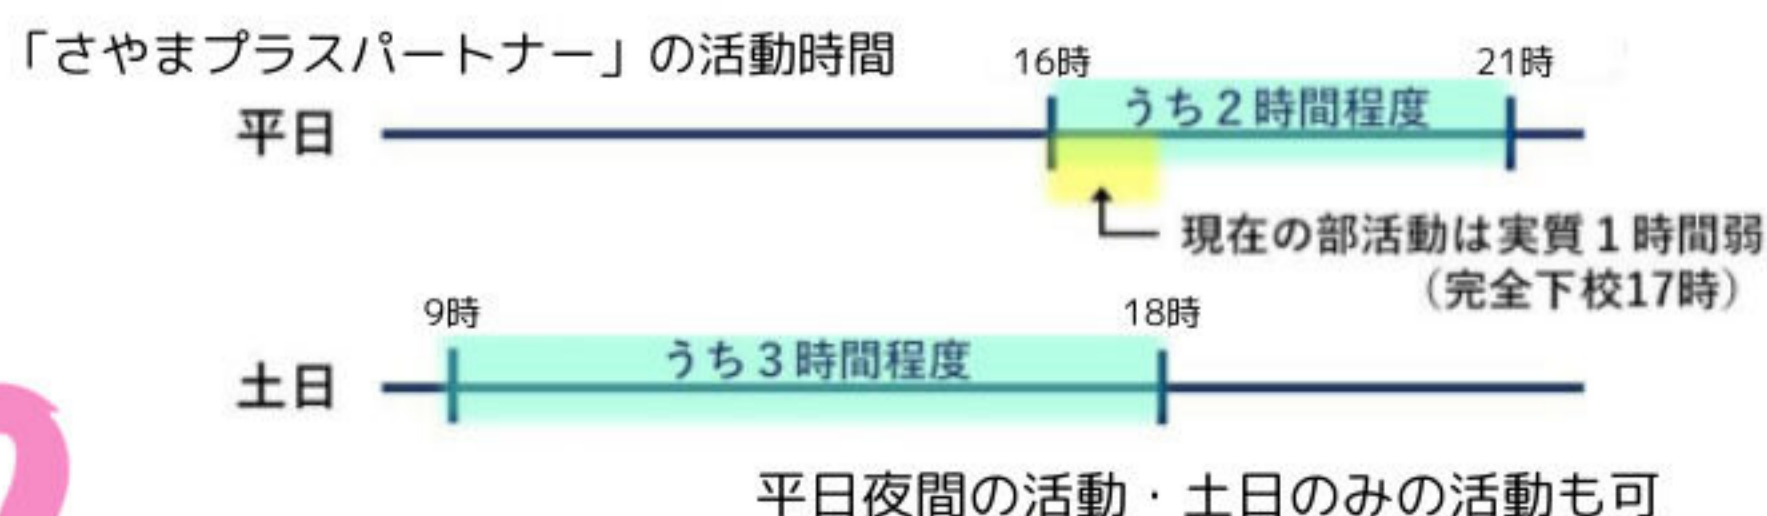 「さやまプラスパートナー」の活動時間
16時
21時
平日
うち２時間程度
現在の部活動は実質１時間弱
（完全下校17時）
9時
18時
土日
うち３時間程度
平日夜間の活動・土日のみの活動も可